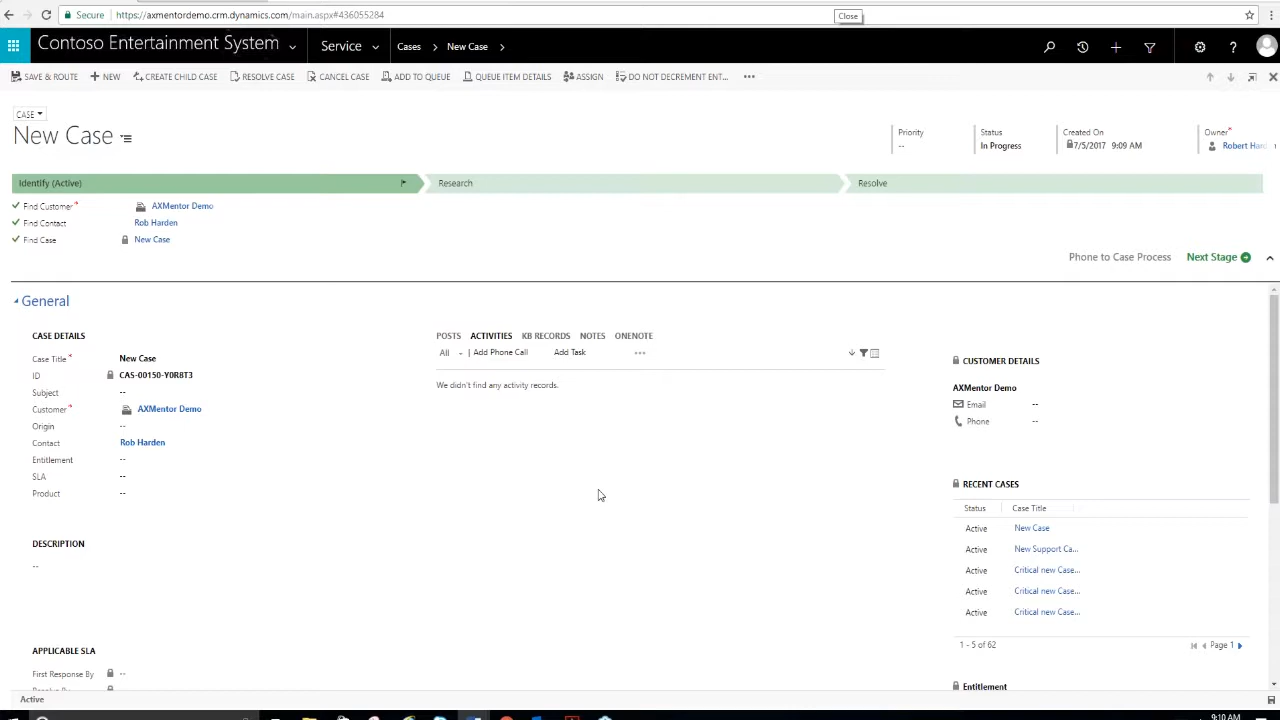 Secure | https://axmentordemo.crm.dynamics.com/main.aspx#436055284
Close
Contoso Entertainment System
Service
Cases > New Case >
?
SAVE & ROUTE
+ NEW
CREATE CHILD CASE
RESOLVE CASE
CANCEL CASE
ADD TO QUEUE
QUEUE ITEM DETAILS
ASSIGN
DO NOT DECREMENT ENT...
CASE
New Case
Priority
--
Status
In Progress
Created On
7/5/2017 9:09 AM
Owner*
Robert Har
Identify (Active)
Research
Resolve
Find Customer* AXMentor Demo
Find Contact Rob Harden
Find Case New Case
Phone to Case Process
Next Stage
General
CASE DETAILS
Case Title* New Case
ID CAS-00150-Y0R8T3
Subject --
Customer* AXMentor Demo
Origin --
Contact Rob Harden
Entitlement --
SLA --
Product --
DESCRIPTION
--
APPLICABLE SLA
First Response By --
POSTS ACTIVITIES KB RECORDS NOTES ONENOTE
All | Add Phone Call Add Task ...
We didn't find any activity records.
CUSTOMER DETAILS
AXMentor Demo
Email --
Phone --
RECENT CASES
Status Case Title
Active New Case
Active New Support Ca...
Active Critical new Case...
Active Critical new Case...
Active Critical new Case...
1 - 5 of 62
Page 1
Entitlement
Active
9:10 AM